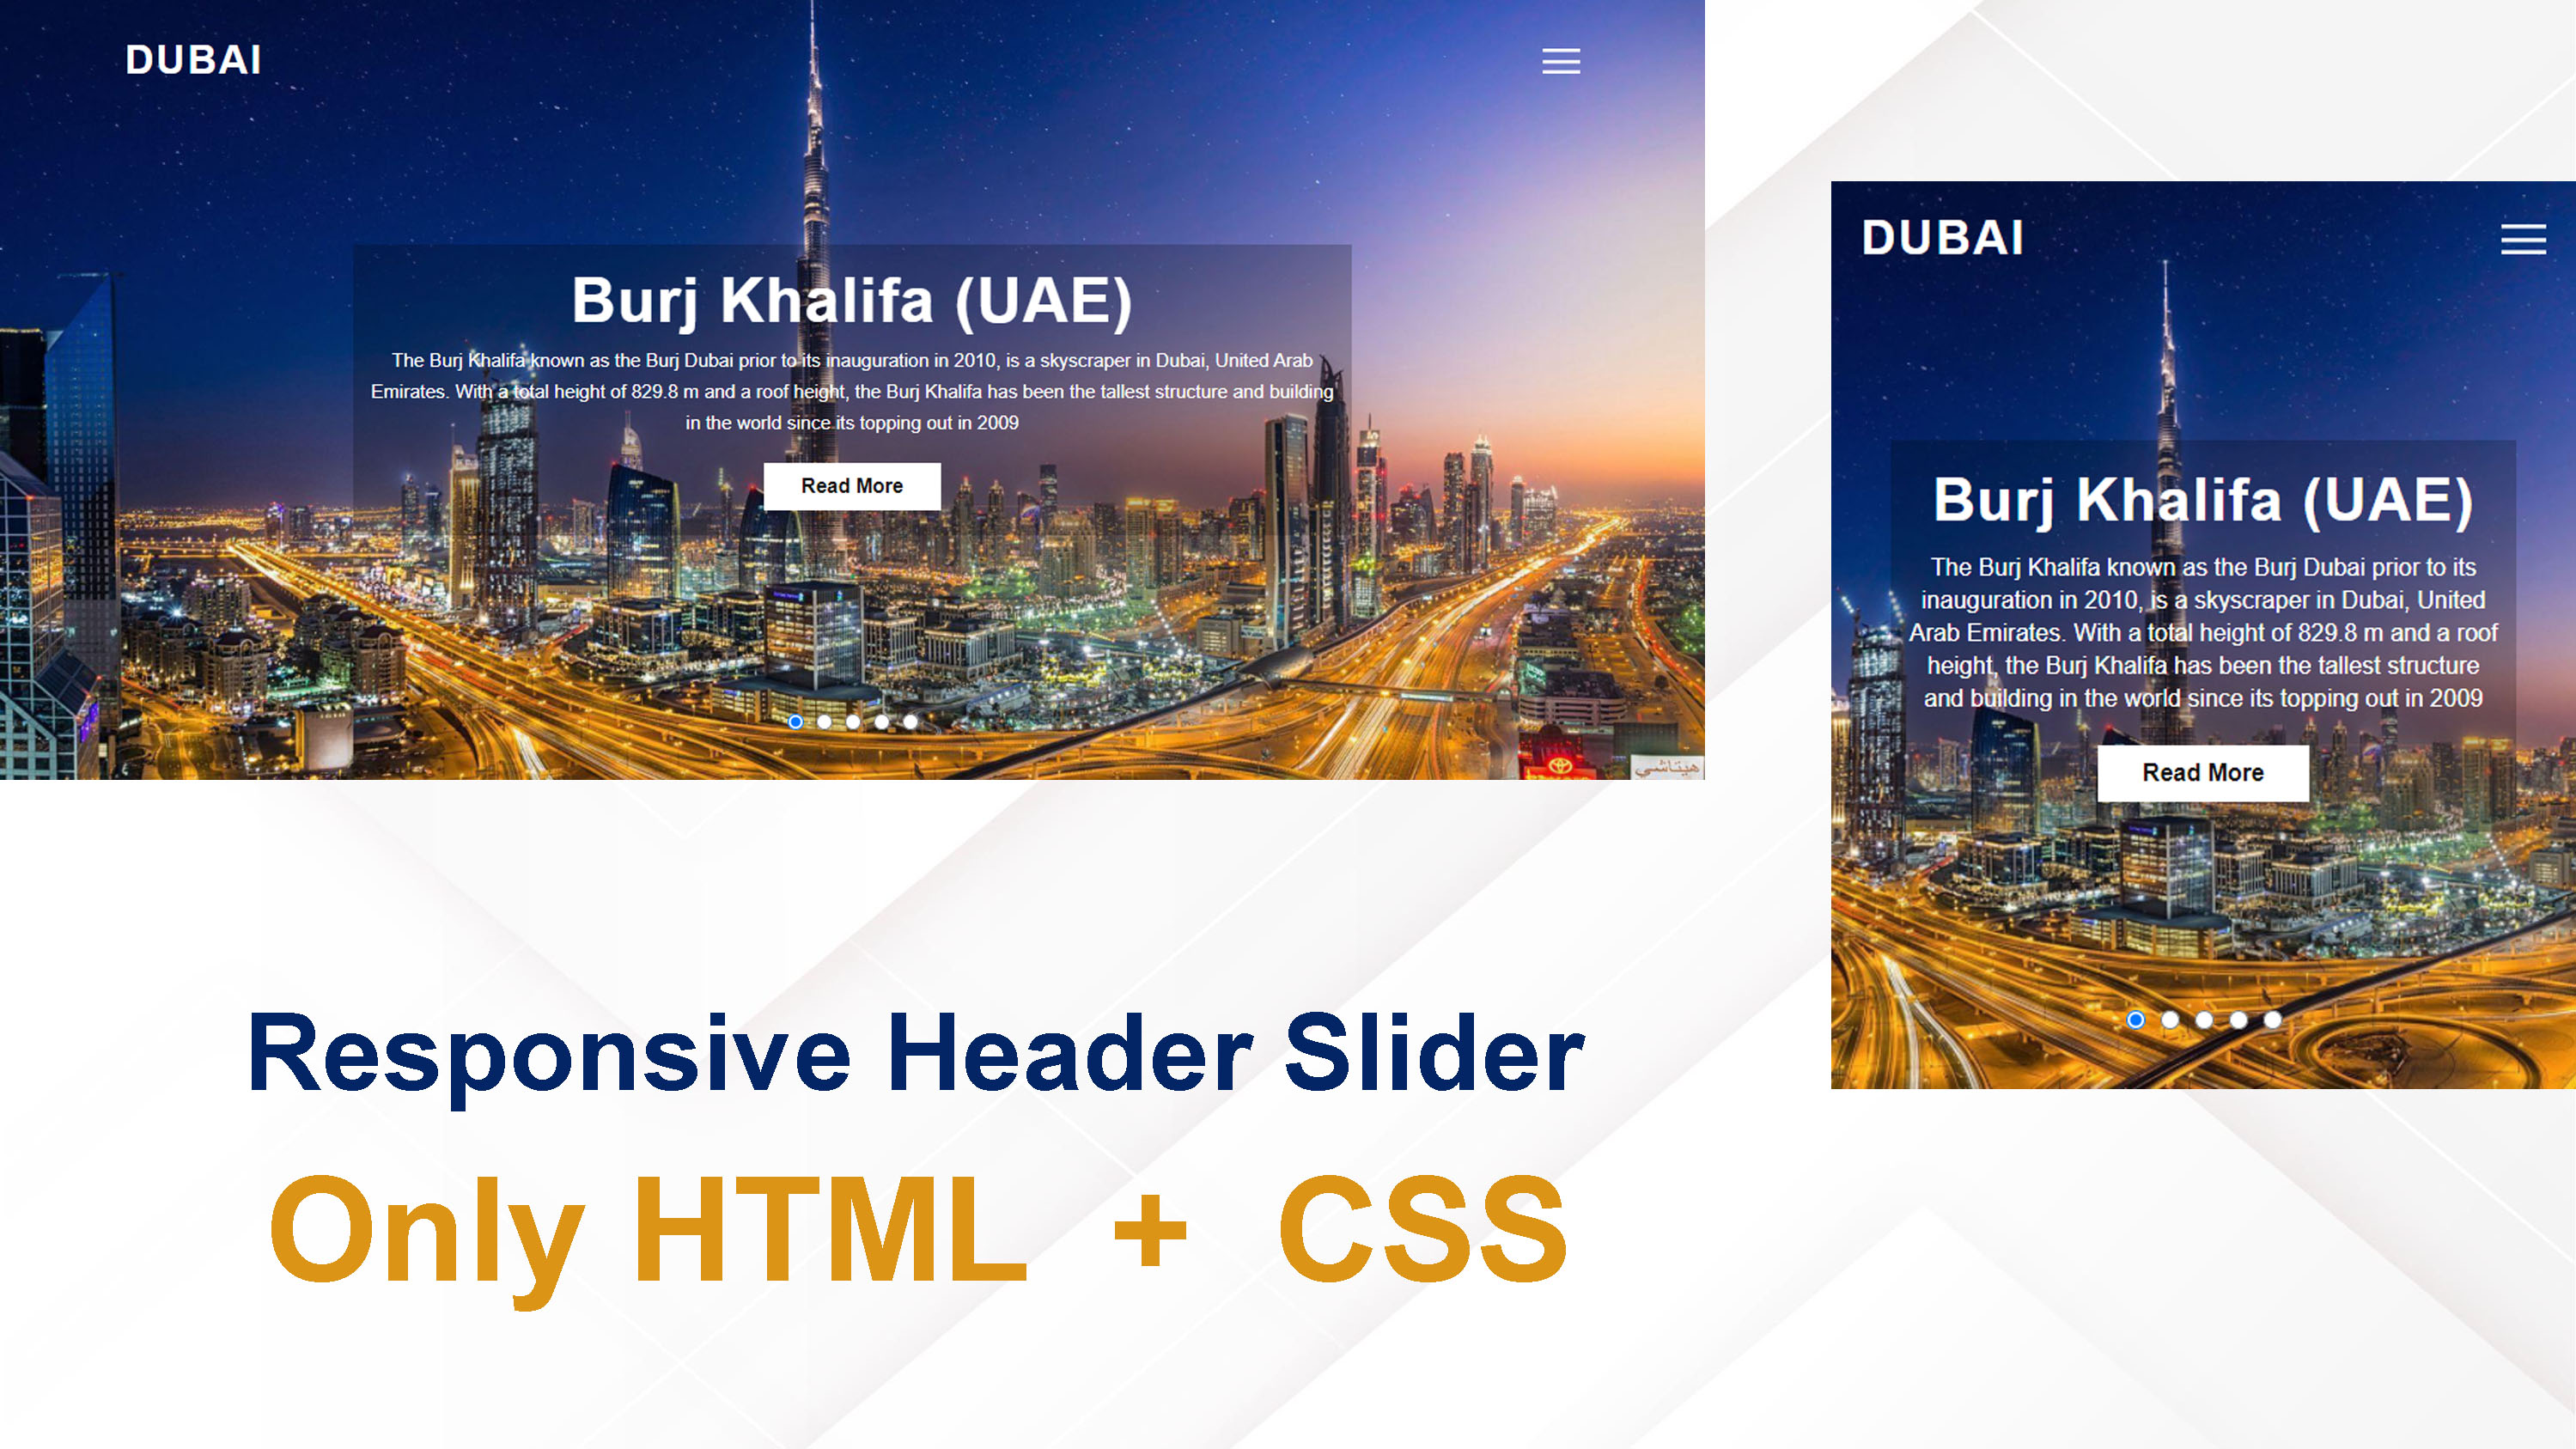 DUBAI
Burj Khalifa (UAE)
The Burj Khalifa known as the Burj Dubai prior to its inauguration in 2010, is a skyscraper in Dubai, United Arab
Emirates. With a total height of 829.8 m and a roof height, the Burj Khalifa has been the tallest structure and building
in the world since its topping out in 2009
Read More
هيتاشي
DUBAI
Burj Khalifa (UAE)
The Burj Khalifa known as the Burj Dubai prior to its
inauguration in 2010, is a skyscraper in Dubai, United
Arab Emirates. With a total height of 829.8 m and a roof
height, the Burj Khalifa has been the tallest structure
and building in the world since its topping out in 2009
Read More
Responsive Header Slider
Only HTML + CSS